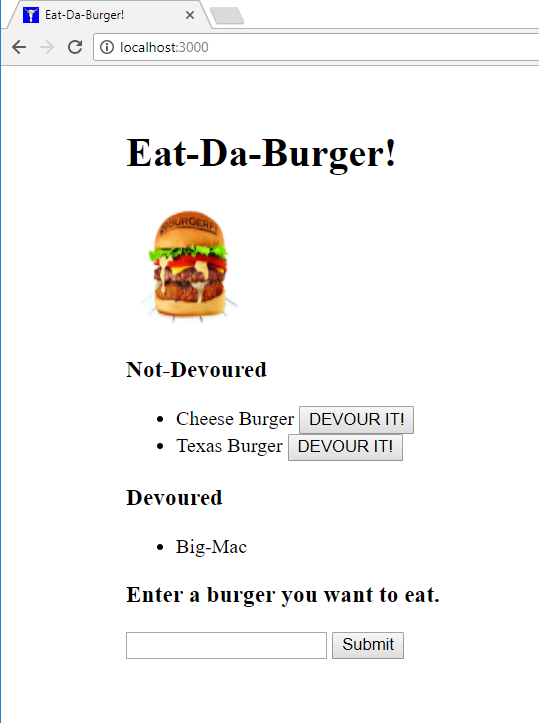 Eat-Da-Burger!
localhost:3000
Eat-Da-Burger!
BURGERFI
Not-Devoured
Cheese Burger DEVOUR IT!
Texas Burger DEVOUR IT!
Devoured
Big-Mac
Enter a burger you want to eat.
Submit